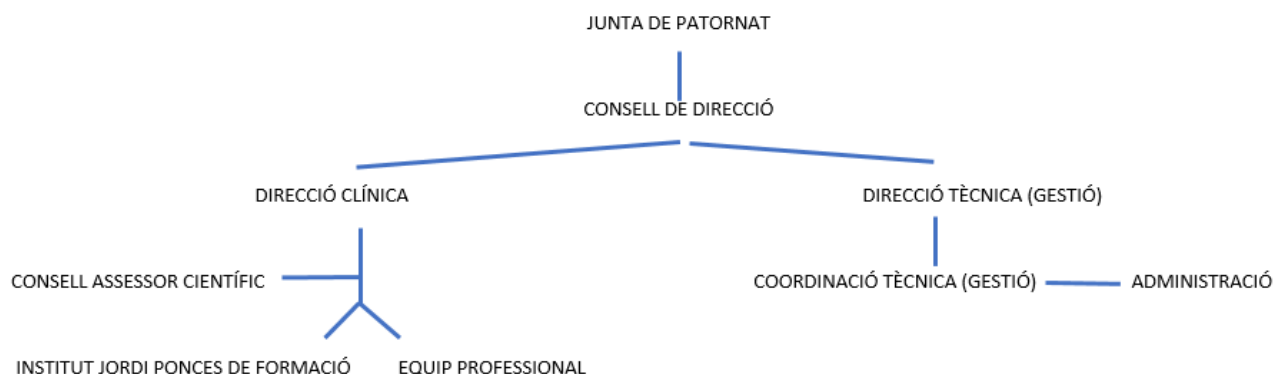 JUNTA DE PATORNAT
CONSELL DE DIRECCIÓ
DIRECCIÓ CLÍNICA
DIRECCIÓ TÈCNICA (GESTIÓ)
CONSELL ASSESSOR CIENTÍFIC
COORDINACIÓ TÈCNICA (GESTIÓ)
ADMINISTRACIÓ
INSTITUT JORDI PONCES DE FORMACIÓ
EQUIP PROFESSIONAL